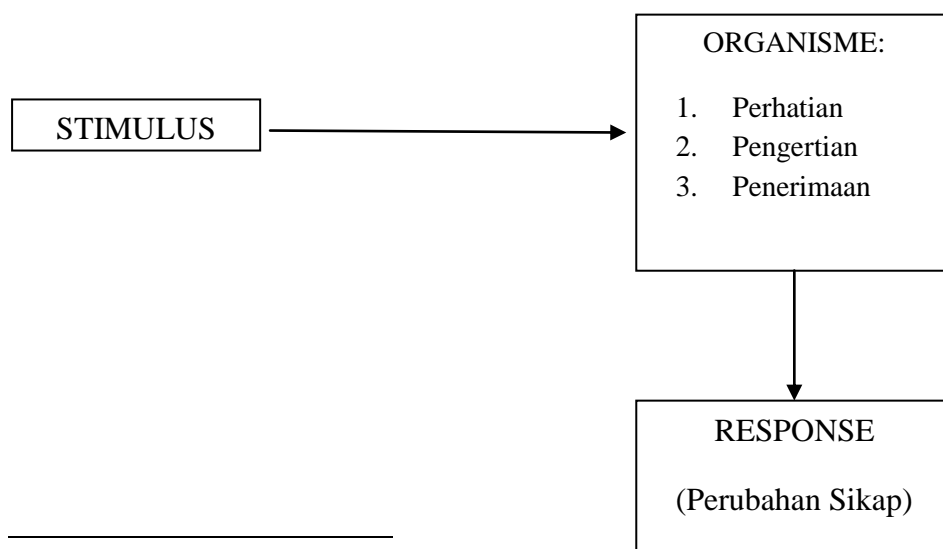 STIMULUS
ORGANISME:
1. Perhatian
2. Pengertian
3. Penerimaan
RESPONSE
(Perubahan Sikap)